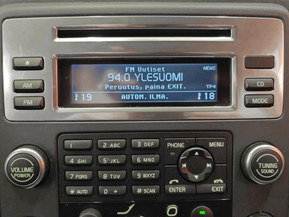 FM Uutiset NEWS
94.0 YLESUOMI
Peruutus, paina EXIT. TP
19 AUTOM. ILMA. 18
AM
FM
CD
MODE
1 2 ABC 3 DEF PHONE MENU
4 GHI 5 JKL 6 MNO
7 PQRS 8 TUV 9 WXYZ
* AUTO 0 # SCAN ENTER EXIT
VOLUME
POWER
TUNING
SOUND